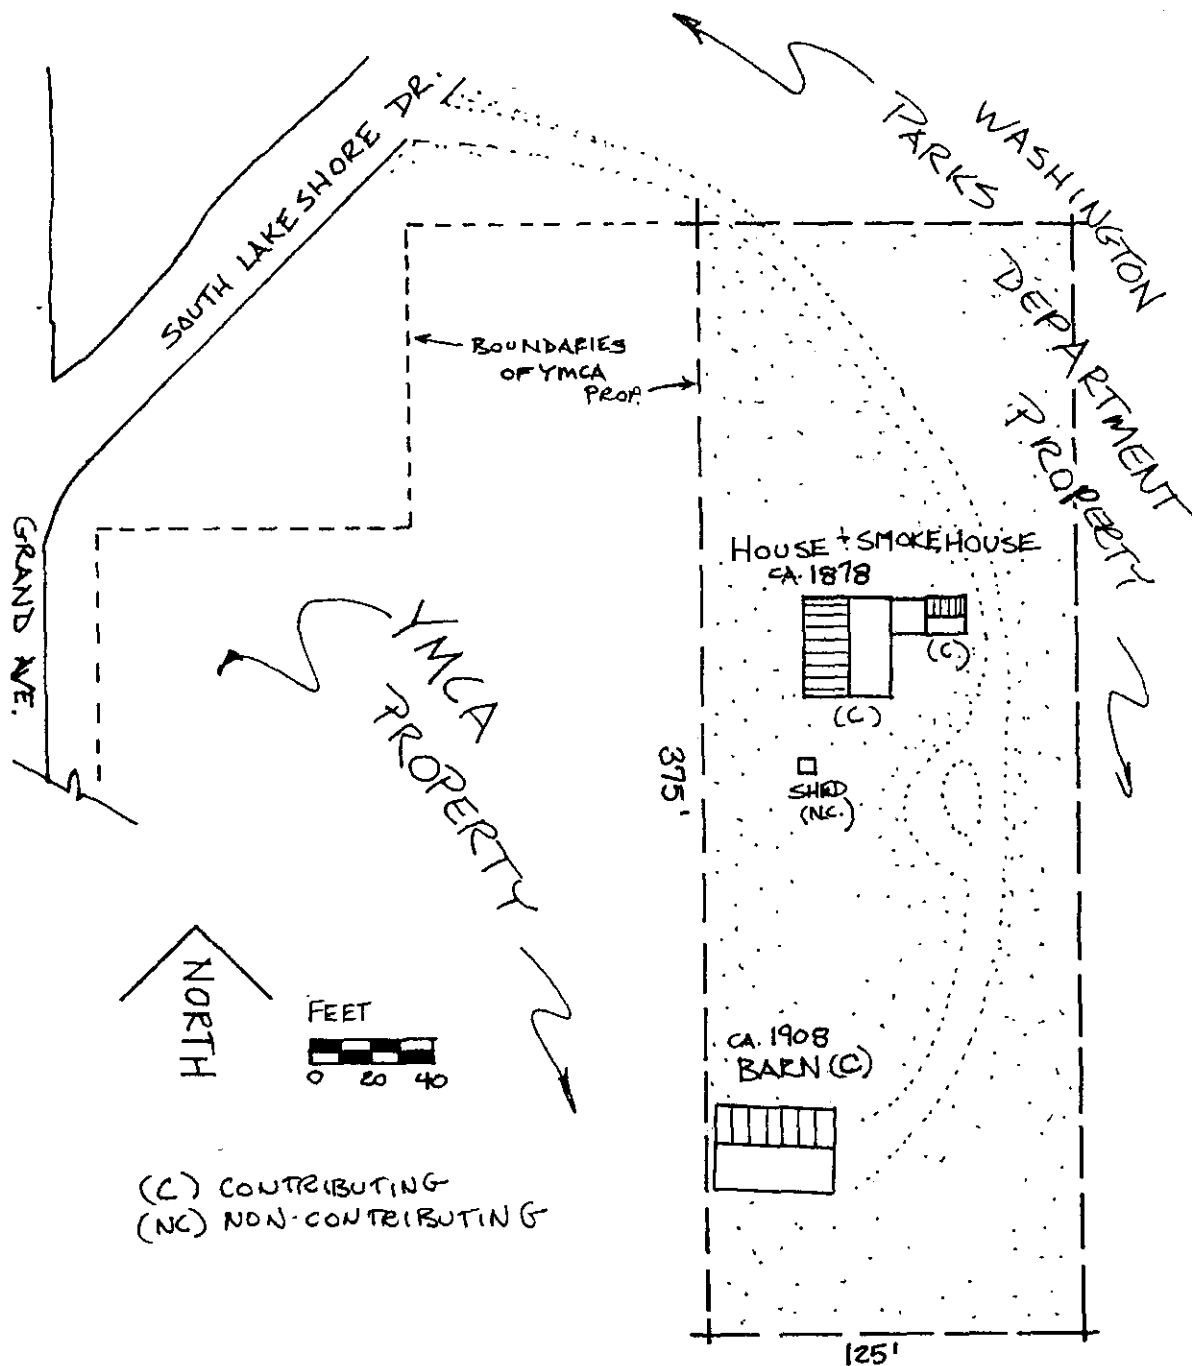 SOUTH LAKESHORE DR.
WASHINGTON
PARKS
DEPARTMENT
PROPERTY
BOUNDARIES
OF YMCA
PROP.
GRAND AVE.
HOUSE + SMOKEHOUSE
CA. 1878
(C)
(C)
YMCA
PROPERTY
375'
SHED
(NC.)
NORTH
FEET
0 20 40
CA. 1908
BARN (C)
(C) CONTRIBUTING
(NC) NON-CONTRIBUTING
125'